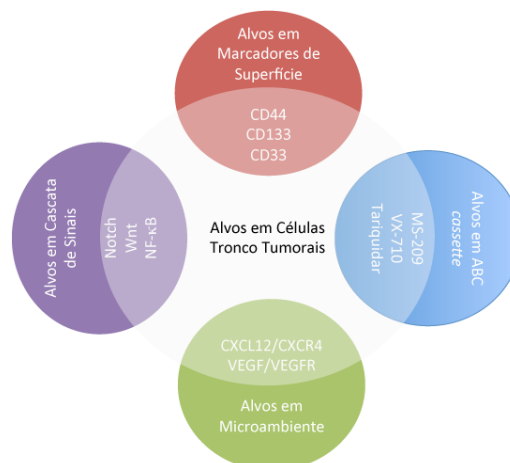 Alvos em
Marcadores de
Superfície
CD44
CD133
CD33
Alvos em Cascata
de Sinais
Notch
Wnt
NF-κB
Alvos em Células
Tronco Tumorais
MS-209
VX-710
Tariquidar
Alvos em ABC
cassette
CXCL12/CXCR4
VEGF/VEGFR
Alvos em
Microambiente